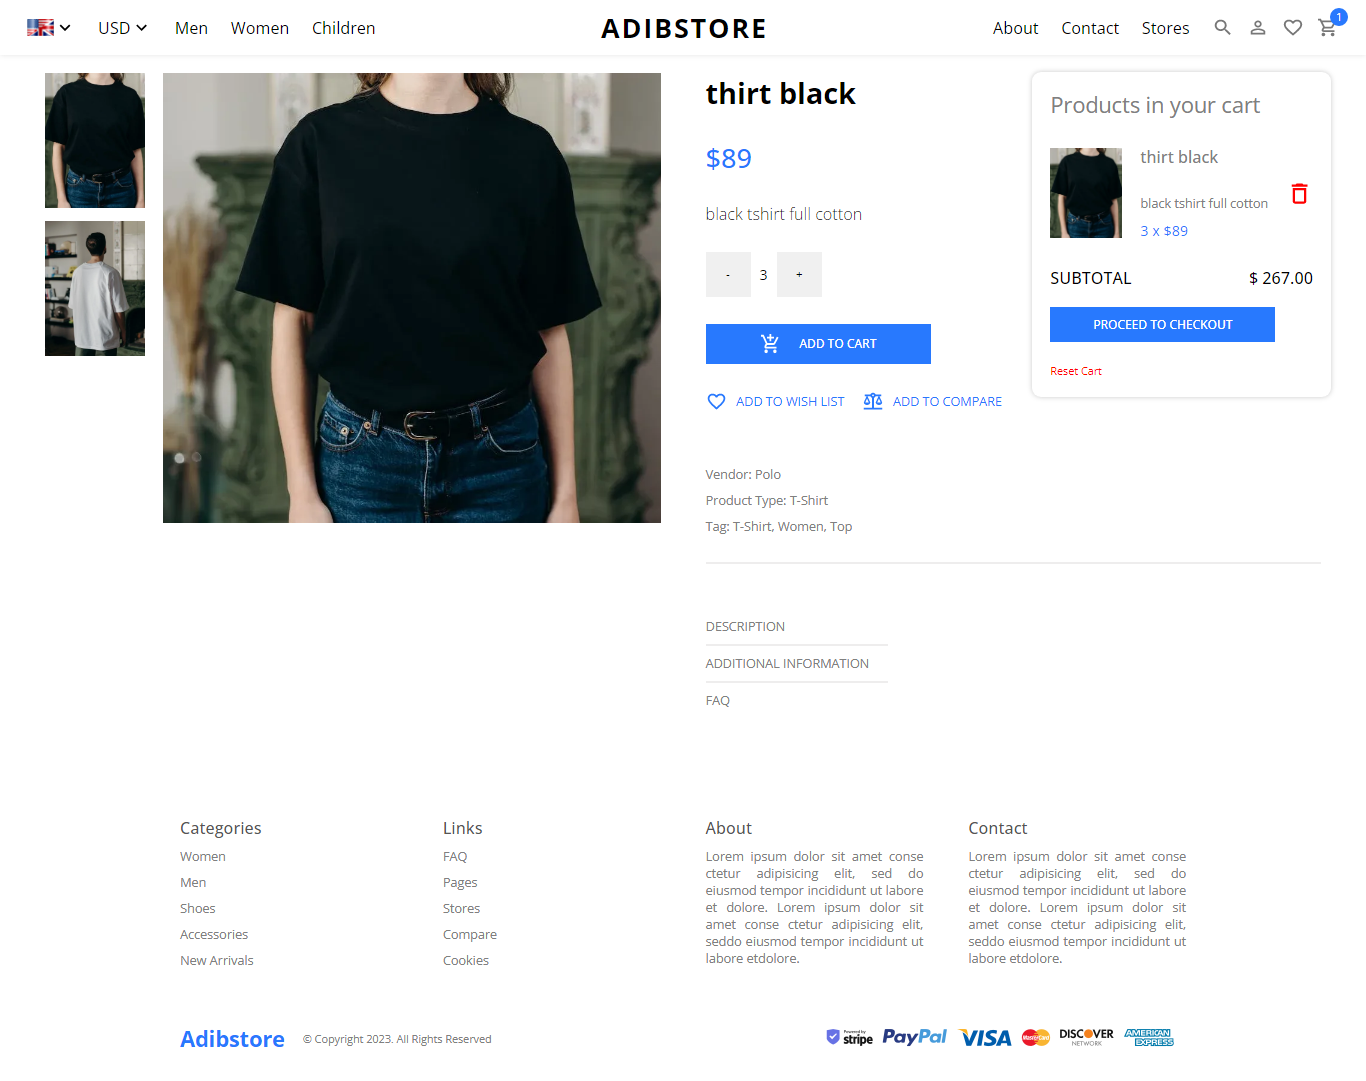 USD Men Women Children ADIBSTORE About Contact Stores 1
thirt black
$89
black tshirt full cotton
- 3 +
ADD TO CART
ADD TO WISH LIST ADD TO COMPARE
Vendor: Polo
Product Type: T-Shirt
Tag: T-Shirt, Women, Top
Products in your cart
thirt black
black tshirt full cotton
3 x $89
SUBTOTAL $ 267.00
PROCEED TO CHECKOUT
Reset Cart
DESCRIPTION
ADDITIONAL INFORMATION
FAQ
Categories
Women
Men
Shoes
Accessories
New Arrivals
Links
FAQ
Pages
Stores
Compare
Cookies
About
Lorem ipsum dolor sit amet conse
ctetur adipisicing elit, sed do
eiusmod tempor incididunt ut labore
et dolore. Lorem ipsum dolor sit
amet conse ctetur adipisicing elit,
seddo eiusmod tempor incididunt ut
labore etdolore.
Contact
Lorem ipsum dolor sit amet conse
ctetur adipisicing elit, sed do
eiusmod tempor incididunt ut labore
et dolore. Lorem ipsum dolor sit
amet conse ctetur adipisicing elit,
seddo eiusmod tempor incididunt ut
labore etdolore.
Adibstore © Copyright 2023. All Rights Reserved
Powered by
stripe PayPal VISA MasterCard DISCOVER NETWORK AMERICAN EXPRESS